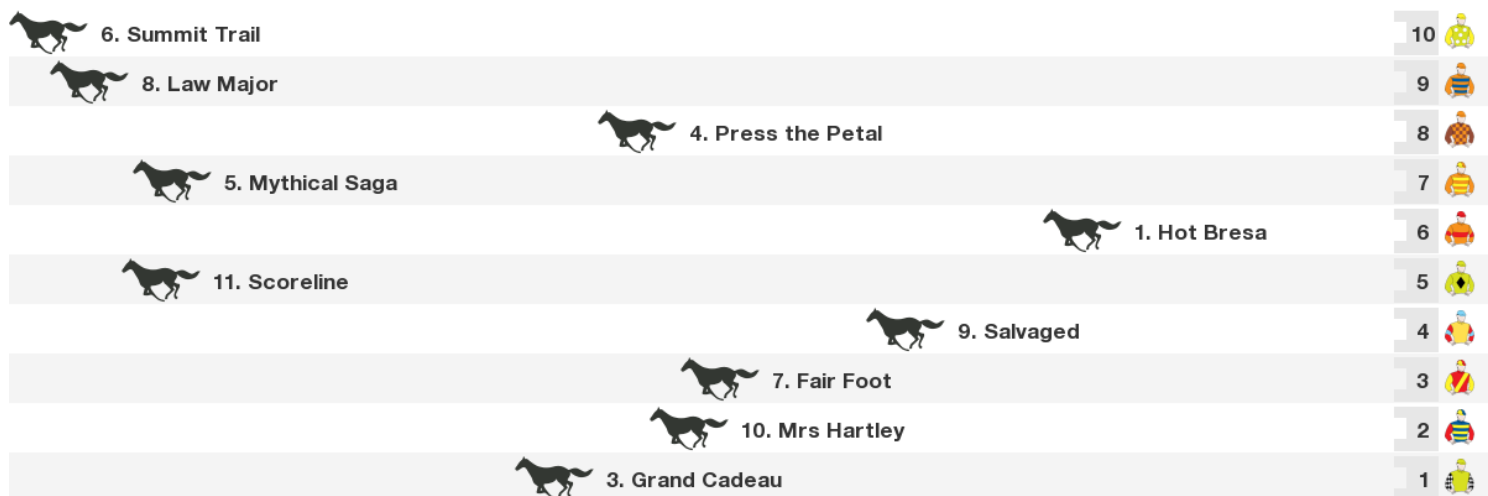 6. Summit Trail 10
8. Law Major 9
4. Press the Petal 8
5. Mythical Saga 7
1. Hot Bresa 6
11. Scoreline 5
9. Salvaged 4
7. Fair Foot 3
10. Mrs Hartley 2
3. Grand Cadeau 1